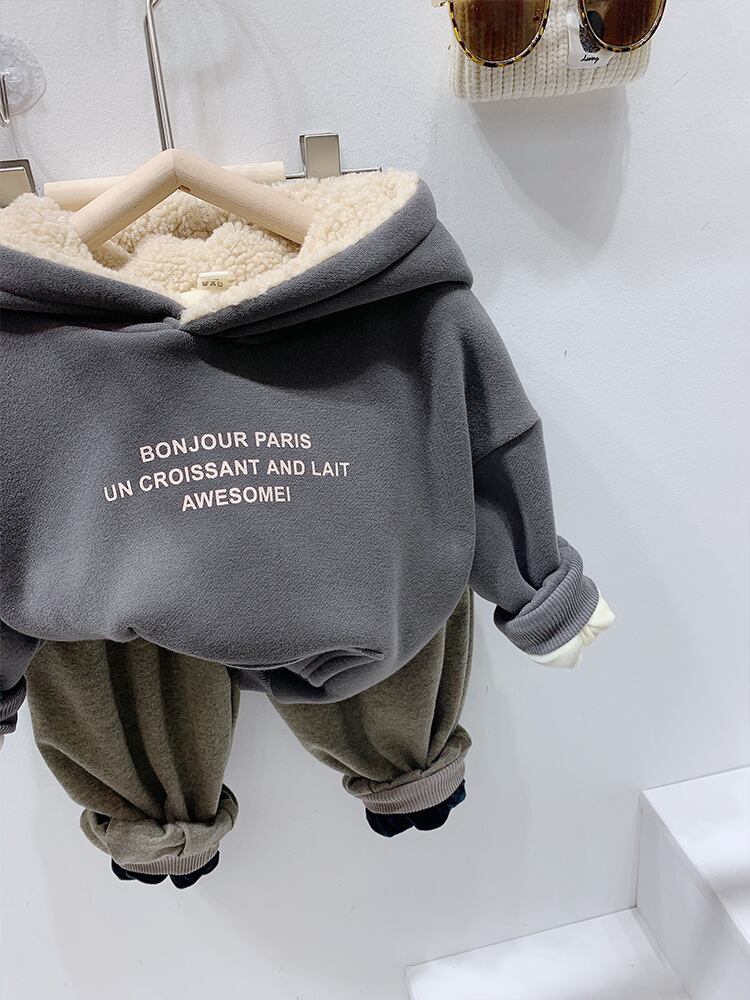 BONJOUR PARIS
UN CROISSANT AND LAIT
AWESOMEI